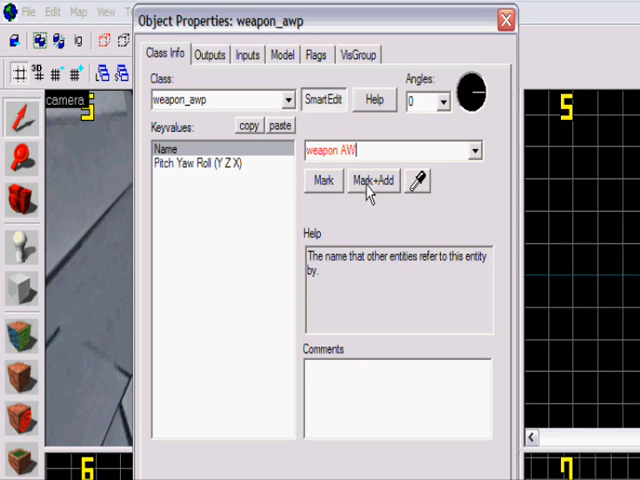 File Edit Map View
Object Properties: weapon_awp
Class Info Outputs Inputs Model Flags VisGroup
Class:
Angles:
weapon_awp
SmartEdit
Help
0
Keyvalues:
copy
paste
Name
Pitch Yaw Roll (Y Z X)
weapon AW
Mark
Mark+Add
Help
The name that other entities refer to this entity
by.
Comments
camera
3D
5
5
6
7